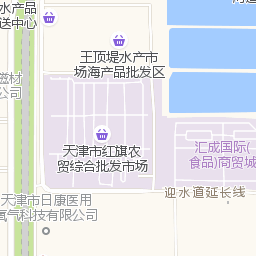 水产品
送中心
王顶堤水产市
场海产品批发区
磁材
公司
天津市红旗农
贸综合批发市场
汇成国际(
食品)商贸城
迎水道延长线
天津市日康医用
氧气科技有限公司